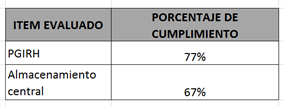 ITEM EVALUADO PORCENTAJE DE
CUMPLIMIENTO
PGIRH 77%
Almacenamiento
central 67%